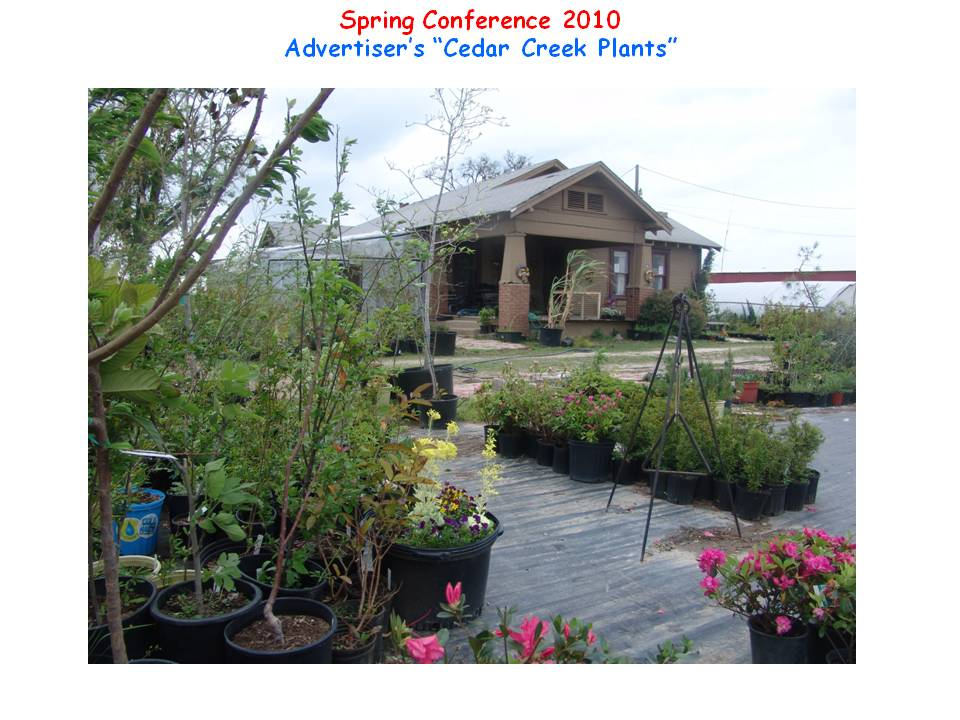 Spring Conference 2010
Advertiser’s “Cedar Creek Plants”